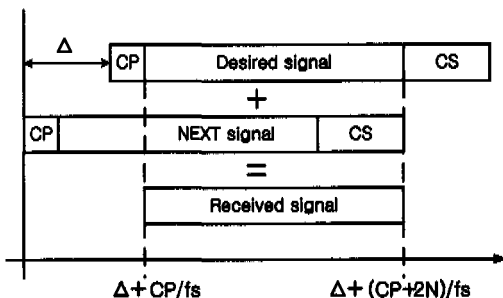 Δ
CP Desired signal CS
+
CP NEXT signal CS
=
Received signal
Δ+CP/fs Δ+(CP+2N)/fs